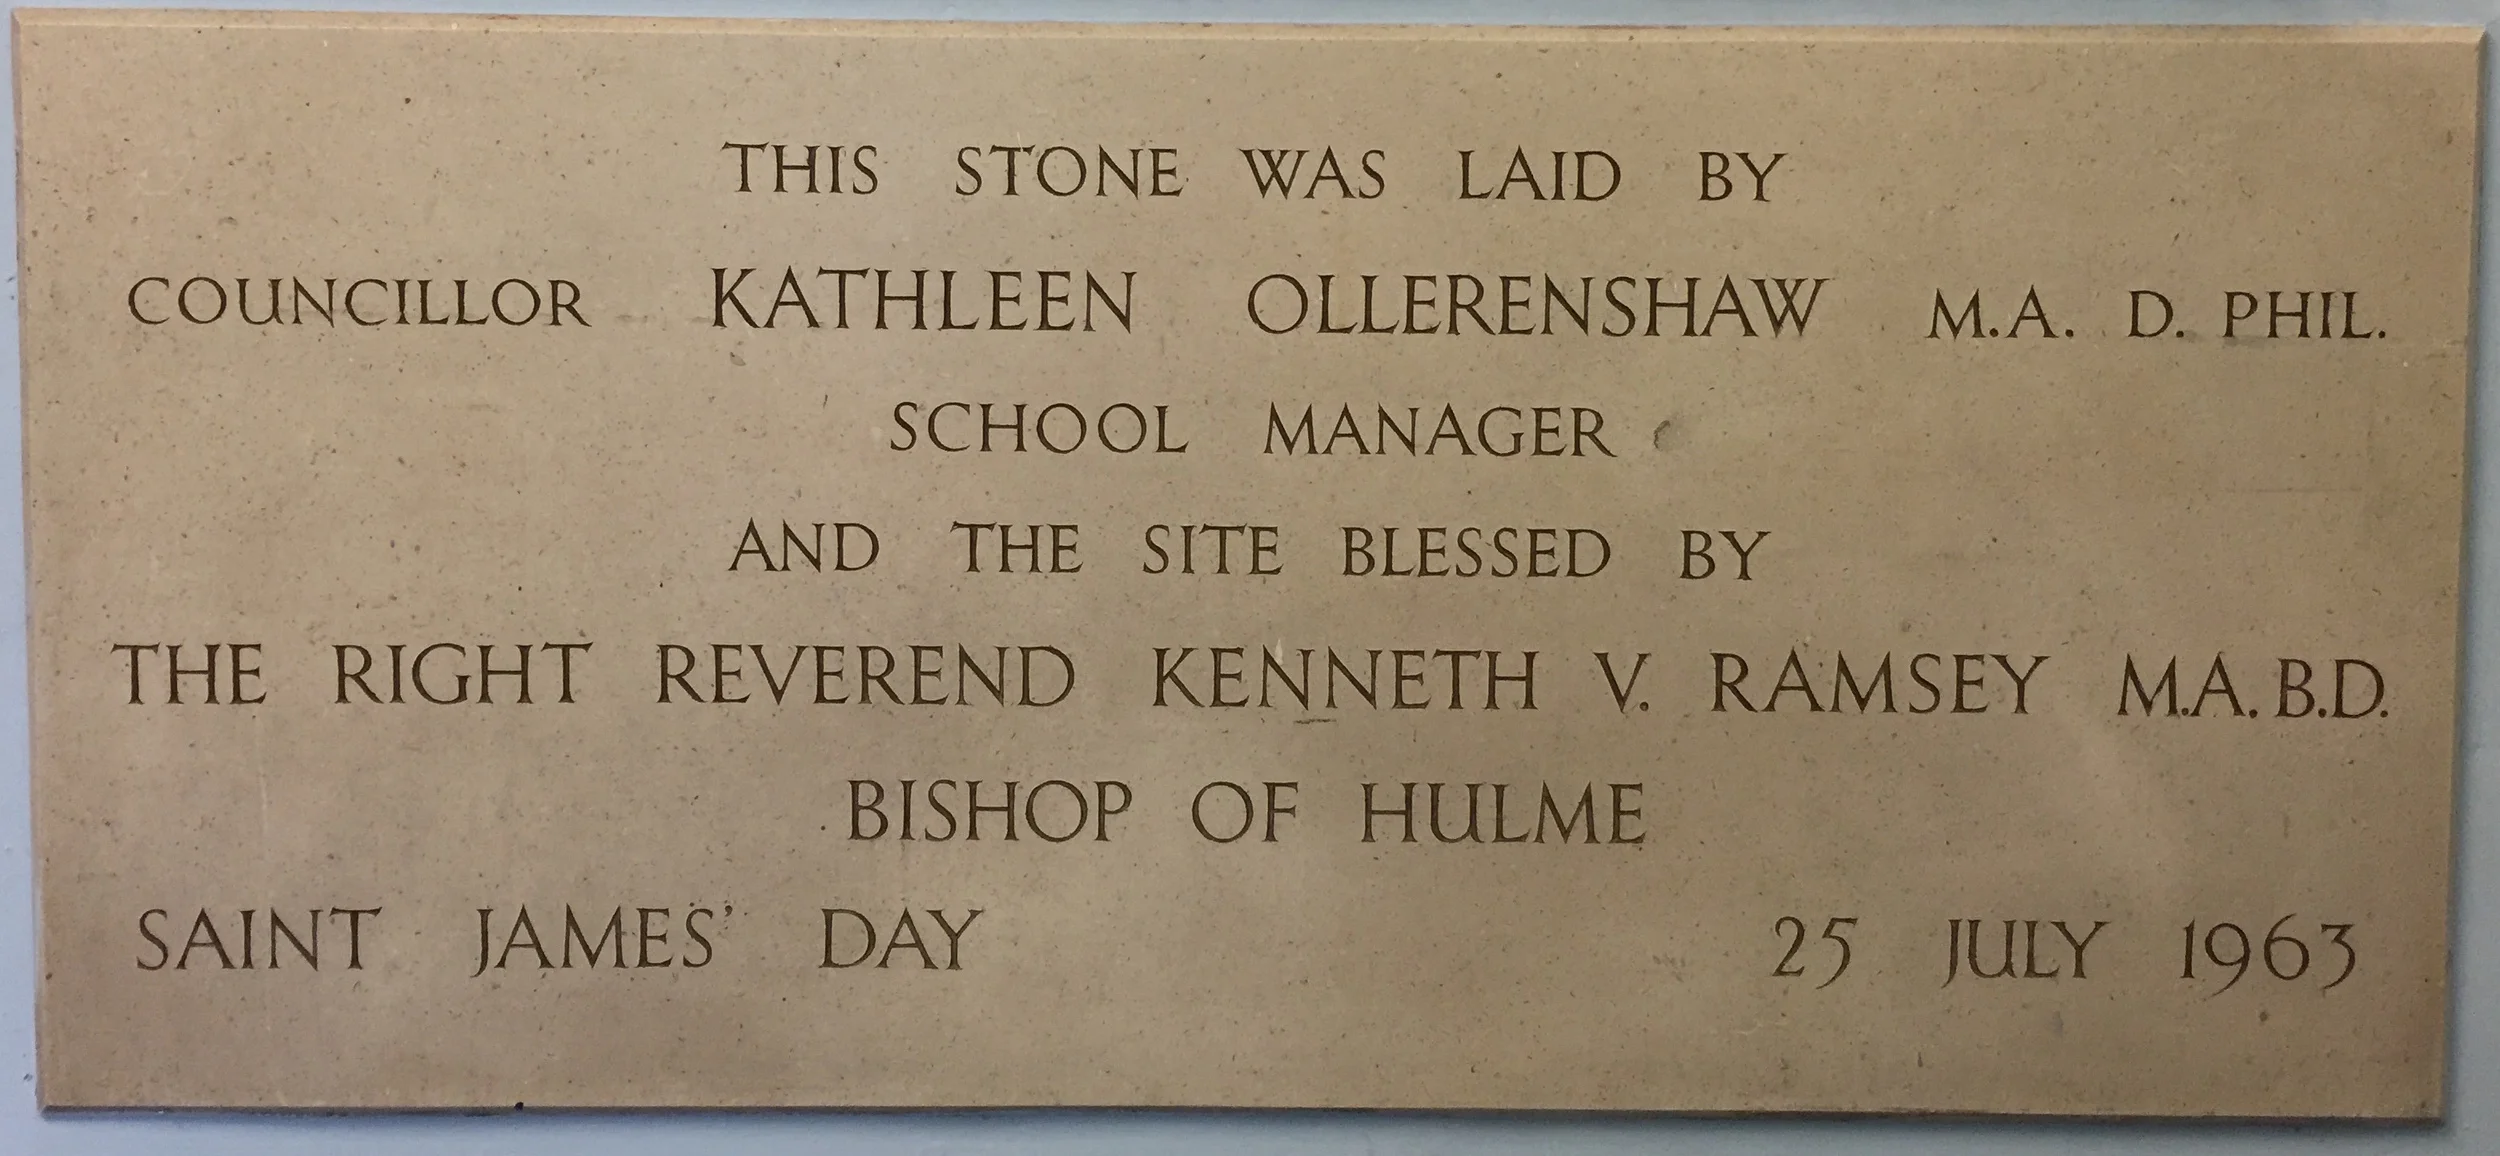 THIS STONE WAS LAID BY
COUNCILLOR KATHLEEN OLLERENSHAW M.A. D. PHIL.
SCHOOL MANAGER
AND THE SITE BLESSED BY
THE RIGHT REVEREND KENNETH V. RAMSEY M.A. B.D.
BISHOP OF HULME
SAINT JAMES' DAY 25 JULY 1963